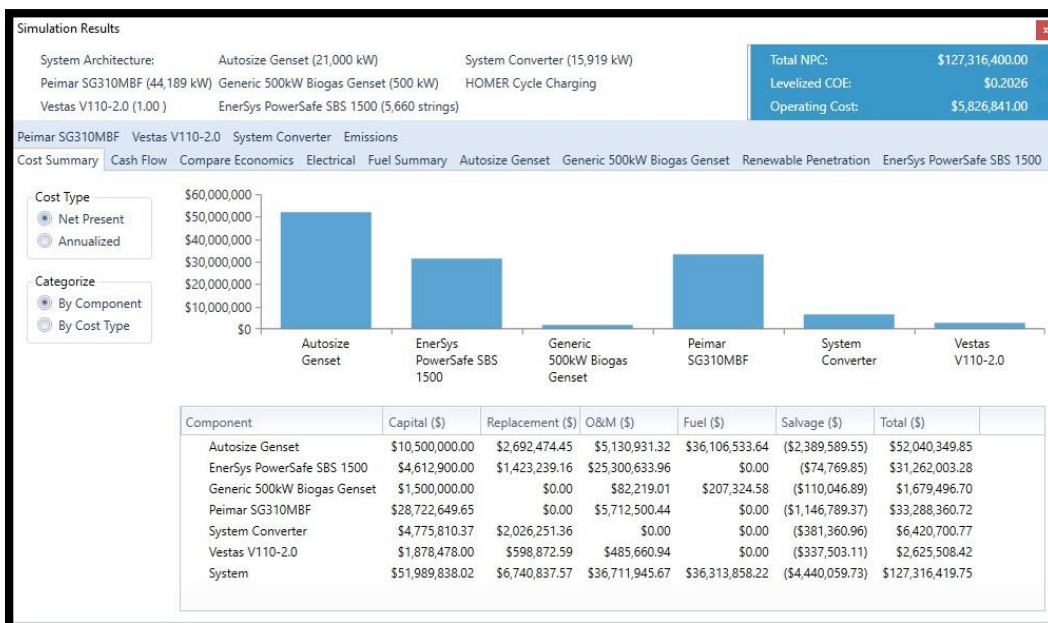 Simulation Results
System Architecture: Autosize Genset (21,000 kW) System Converter (15,919 kW)
Peimar SG310MBF (44,189 kW) Generic 500kW Biogas Genset (500 kW) HOMER Cycle Charging
Vestas V110-2.0 (1.00 ) EnerSys PowerSafe SBS 1500 (5,660 strings)
Total NPC: $127,316,400.00
Levelized COE: $0.2026
Operating Cost: $5,826,841.00
Peimar SG310MBF Vestas V110-2.0 System Converter Emissions
Cost Summary Cash Flow Compare Economics Electrical Fuel Summary Autosize Genset Generic 500kW Biogas Genset Renewable Penetration EnerSys PowerSafe SBS 1500
Cost Type
Net Present
Annualized
Categorize
By Component
By Cost Type
$60,000,000
$50,000,000
$40,000,000
$30,000,000
$20,000,000
$10,000,000
$0
Autosize
Genset
EnerSys
PowerSafe SBS
1500
Generic
500kW Biogas
Genset
Peimar
SG310MBF
System
Converter
Vestas
V110-2.0
Component Capital ($) Replacement ($) O&M ($) Fuel ($) Salvage ($) Total ($)
Autosize Genset $10,500,000.00 $2,692,474.45 $5,130,931.32 $36,106,533.64 ($2,389,589.55) $52,040,349.85
EnerSys PowerSafe SBS 1500 $4,612,900.00 $1,423,239.16 $25,300,633.96 $0.00 ($74,769.85) $31,262,003.28
Generic 500kW Biogas Genset $1,500,000.00 $0.00 $82,219.01 $207,324.58 ($110,046.89) $1,679,496.70
Peimar SG310MBF $28,722,649.65 $0.00 $5,712,500.44 $0.00 ($1,146,789.37) $33,288,360.72
System Converter $4,775,810.37 $2,026,251.36 $0.00 $0.00 ($381,360.96) $6,420,700.77
Vestas V110-2.0 $1,878,478.00 $598,872.59 $485,660.94 $0.00 ($337,503.11) $2,625,508.42
System $51,989,838.02 $6,740,837.57 $36,711,945.67 $36,313,858.22 ($4,440,059.73) $127,316,419.75